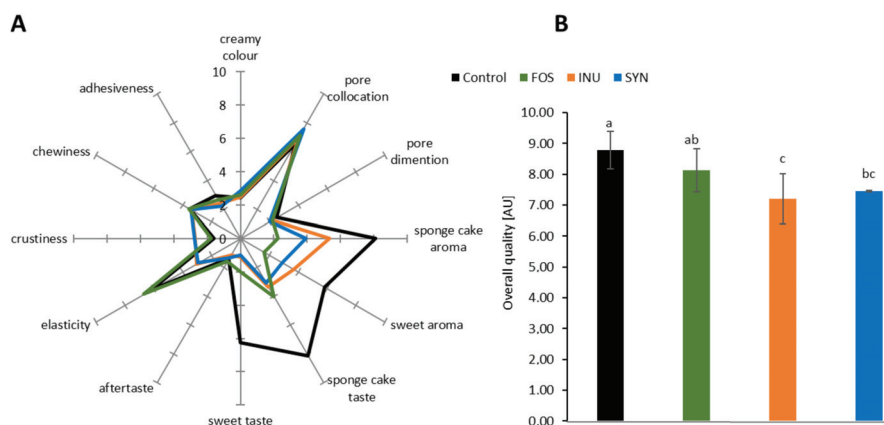 A
creamy
colour
10
8
6
4
2
0
pore
collocation
pore
dimention
sponge cake
aroma
sweet aroma
sponge cake
taste
sweet taste
aftertaste
elasticity
crustiness
chewiness
adhesiveness
B
Control FOS INU SYN
Overall quality [AU]
10.00
9.00
8.00
7.00
6.00
5.00
4.00
3.00
2.00
1.00
0.00
a
ab
c
bc